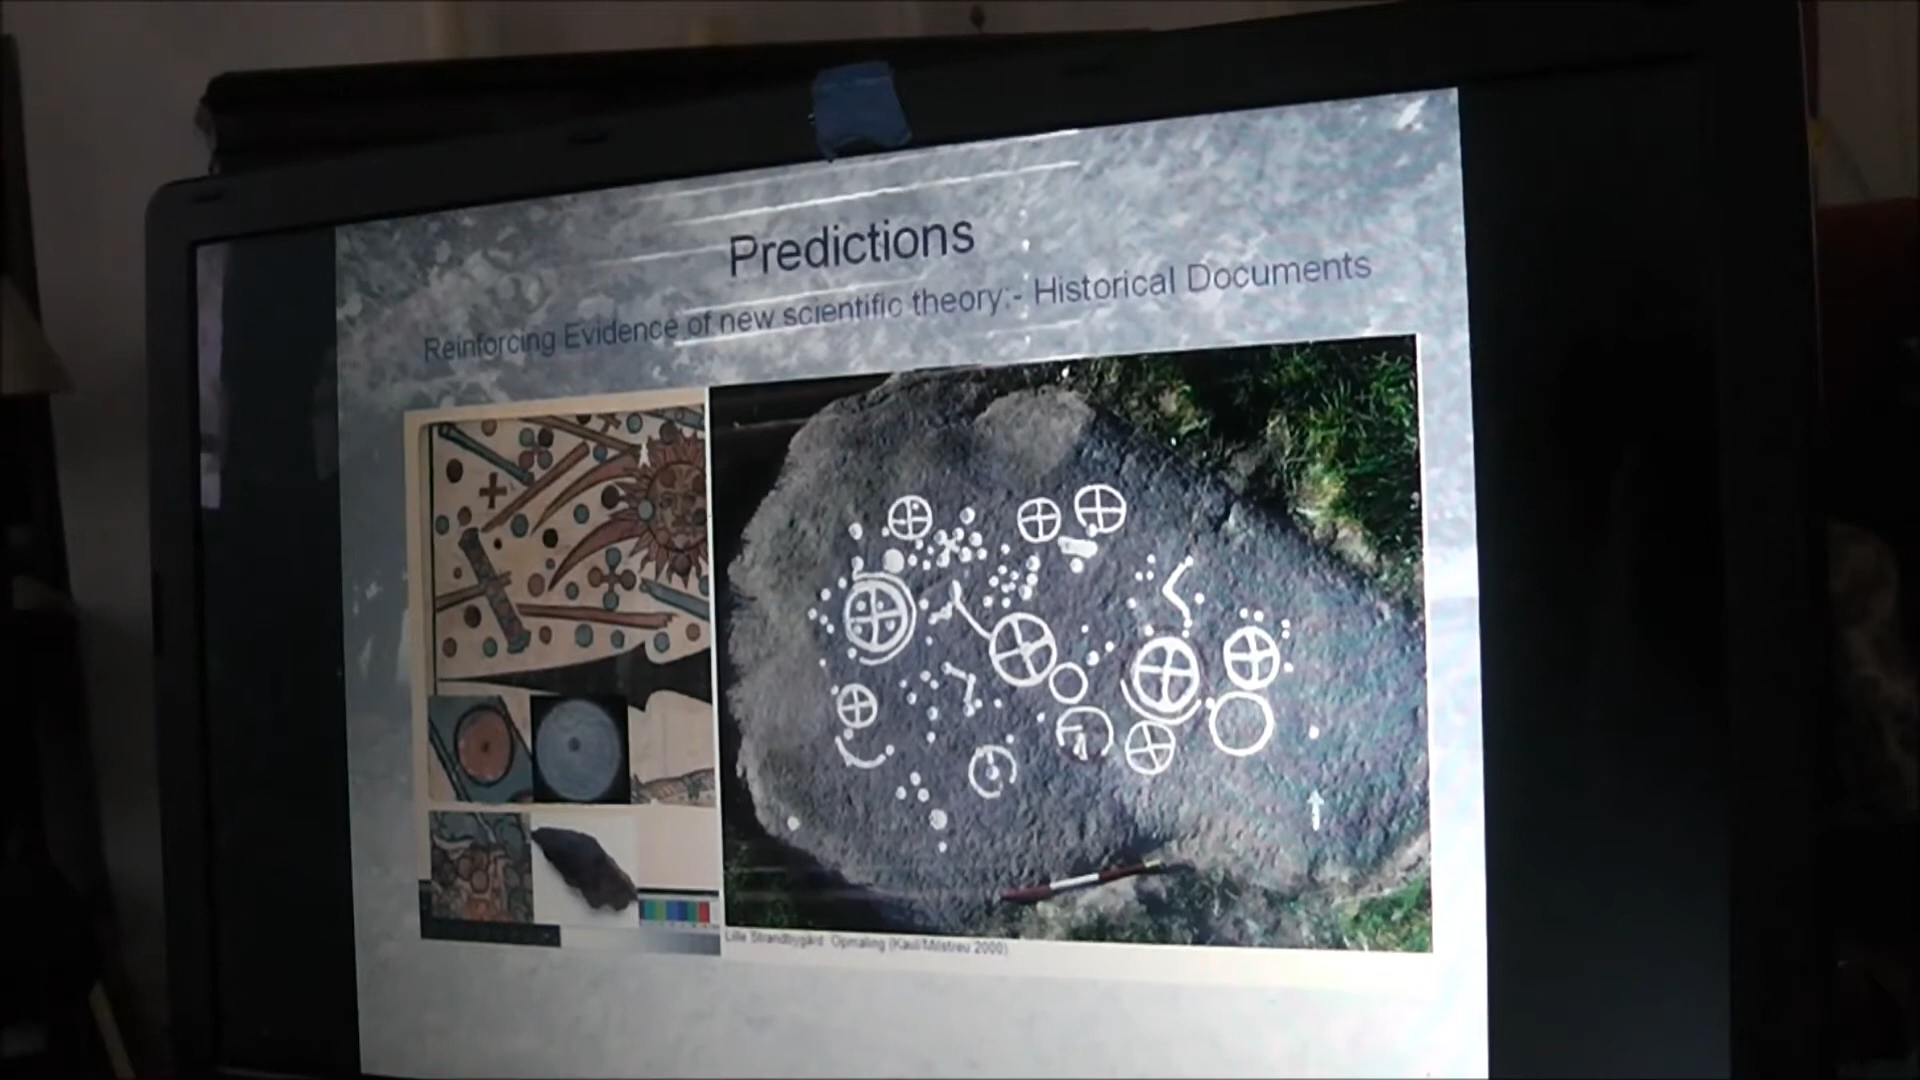 Predictions
Reinforcing Evidence of new scientific theory:- Historical Documents
Lille Strandbygård Opmaling (Kaul/Milstreu 2000)